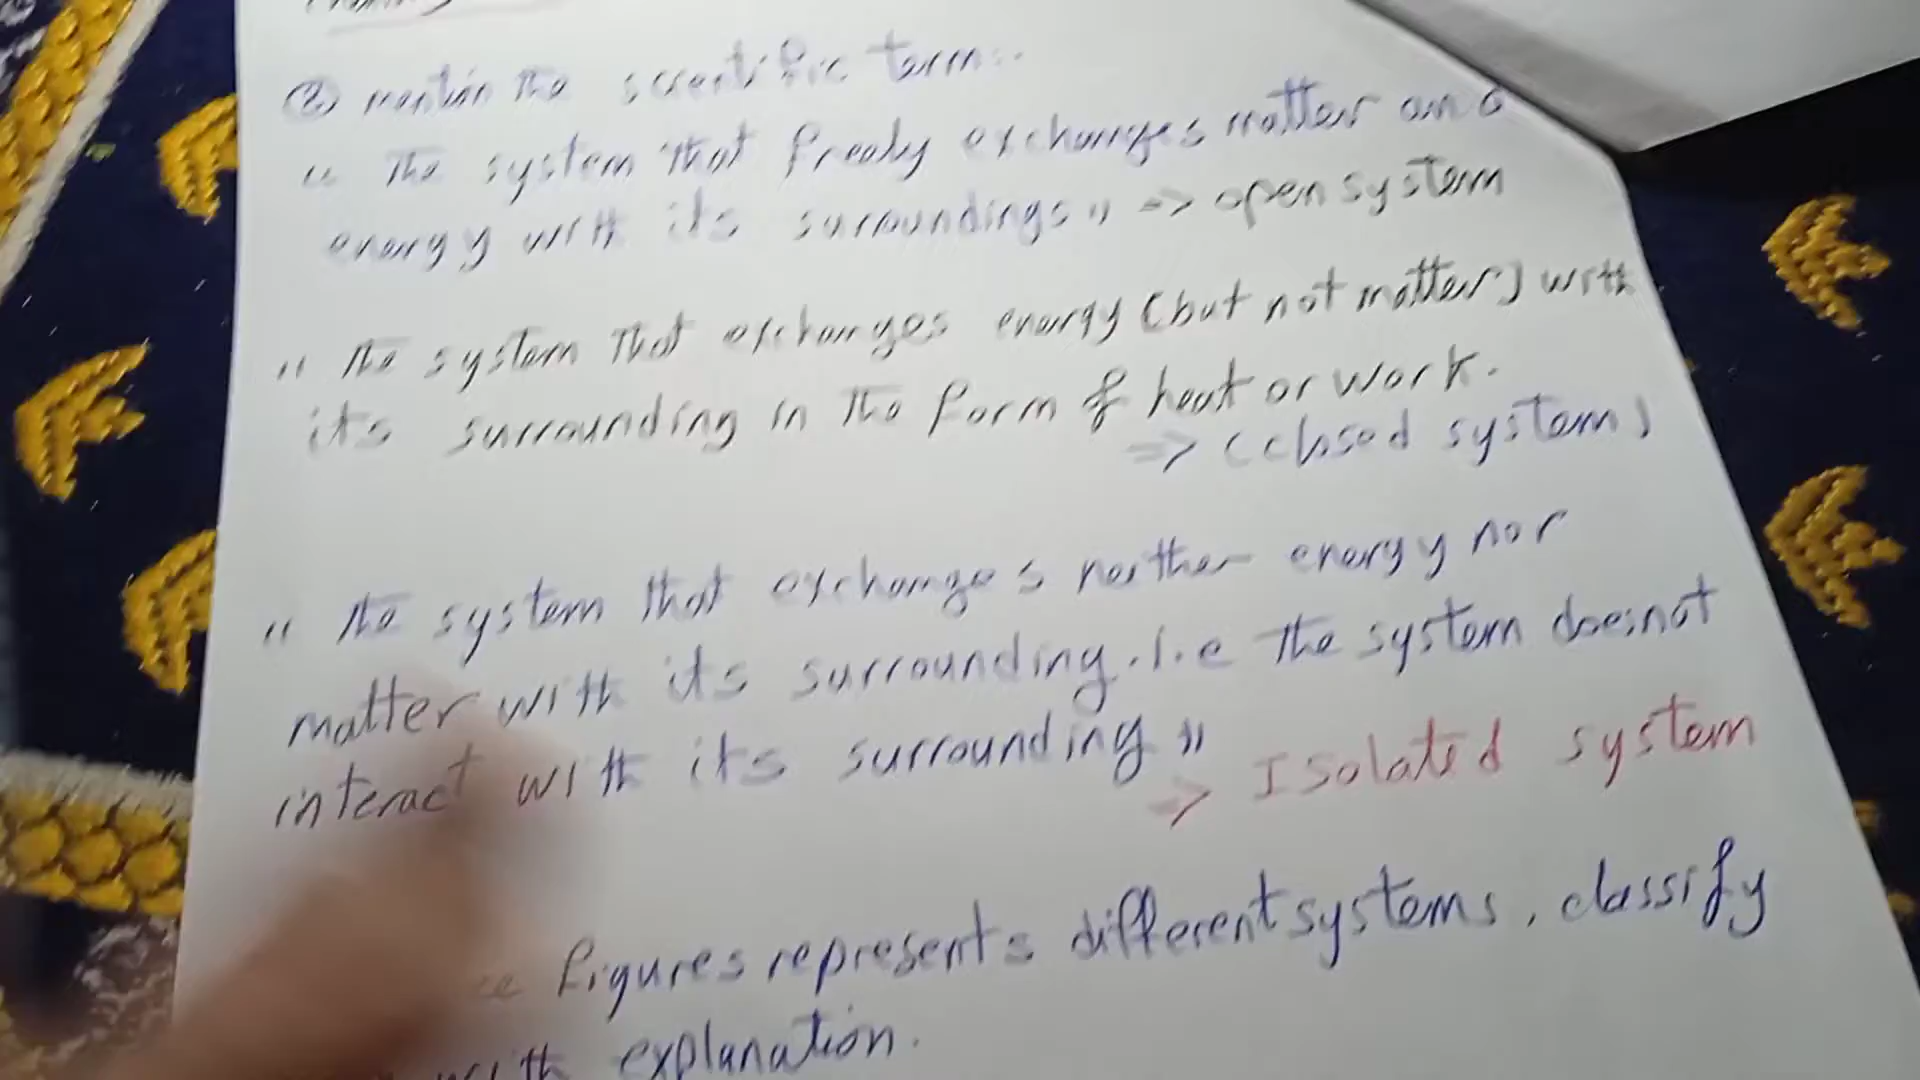 ② mention the scientific term:-
" The system that freely exchanges matter and
energy with its surroundings " => open system
" The system that exchanges energy (but not matter) with
its surrounding in the form of heat or work.
=> (closed system)
" The system that exchanges neither energy nor
matter with its surrounding. i.e the system doesnot
interact with its surrounding "
=> Isolated system
figures represents different systems, classify
with explanation.